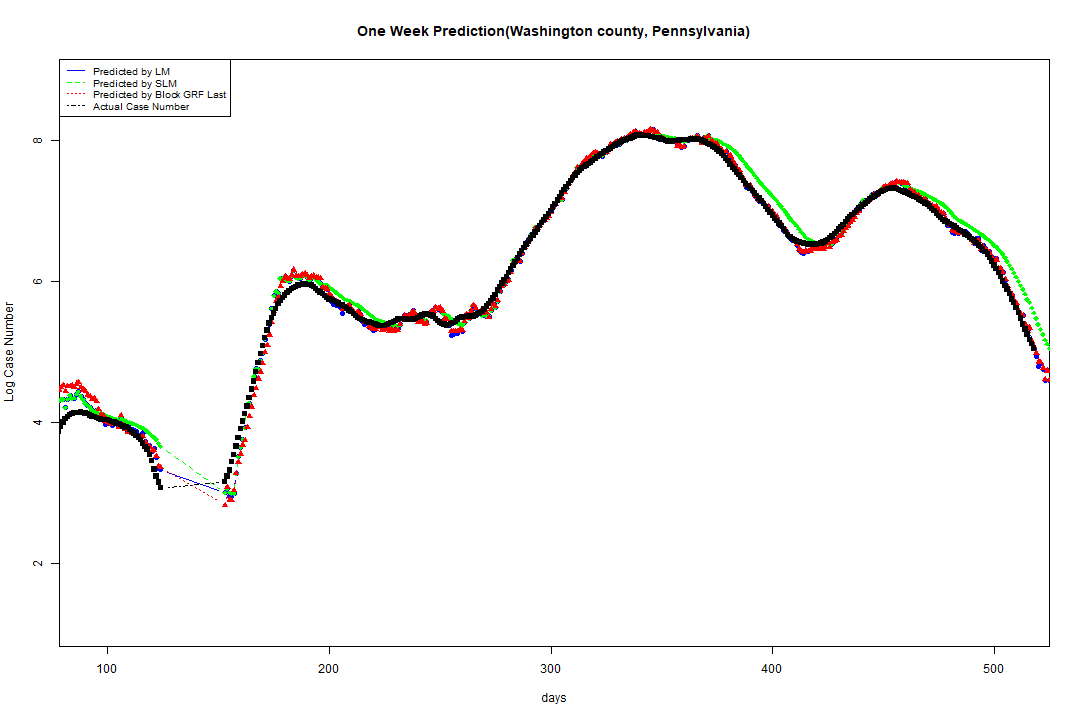 One Week Prediction(Washington county, Pennsylvania)
Predicted by LM
Predicted by SLM
Predicted by Block GRF Last
Actual Case Number
Log Case Number
8
6
4
2
100 200 300 400 500
days